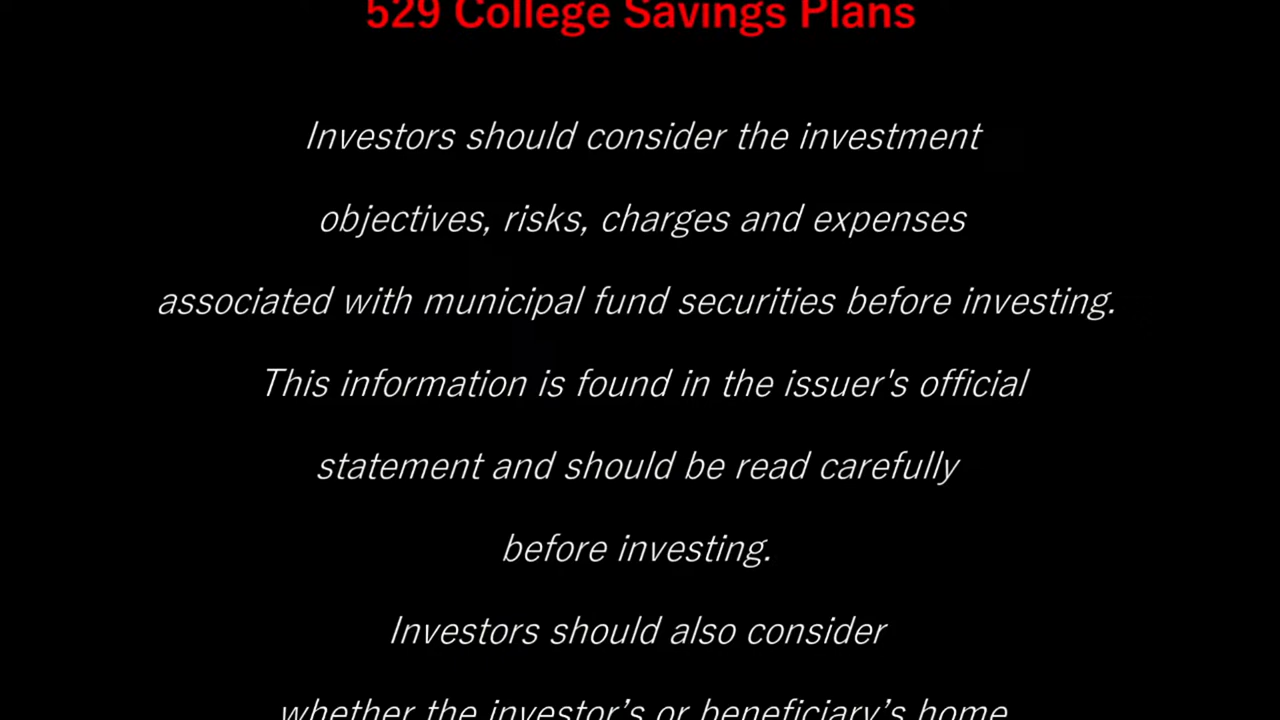 529 College Savings Plans
Investors should consider the investment
objectives, risks, charges and expenses
associated with municipal fund securities before investing.
This information is found in the issuer's official
statement and should be read carefully
before investing.
Investors should also consider
whether the investor’s or beneficiary’s home